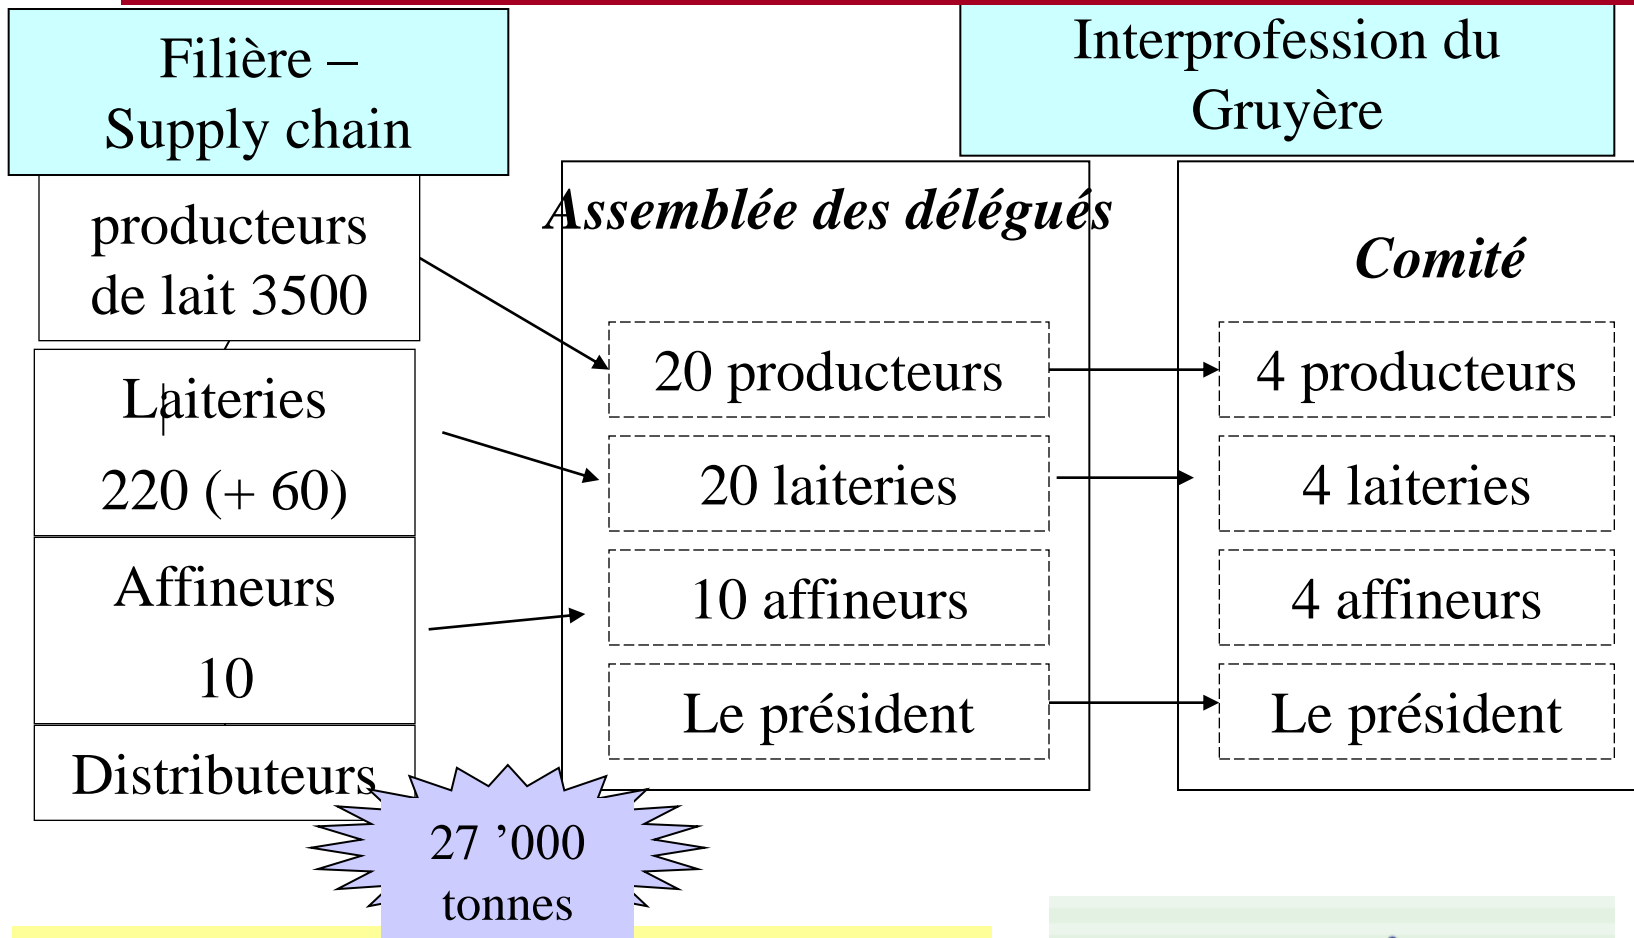 Filière –
Supply chain
Interprofession du
Gruyère
producteurs
de lait 3500
Laiteries
220 (+ 60)
Affineurs
10
Distributeurs
27 ’000
tonnes
Assemblée des délégués
20 producteurs
20 laiteries
10 affineurs
Le président
Comité
4 producteurs
4 laiteries
4 affineurs
Le président